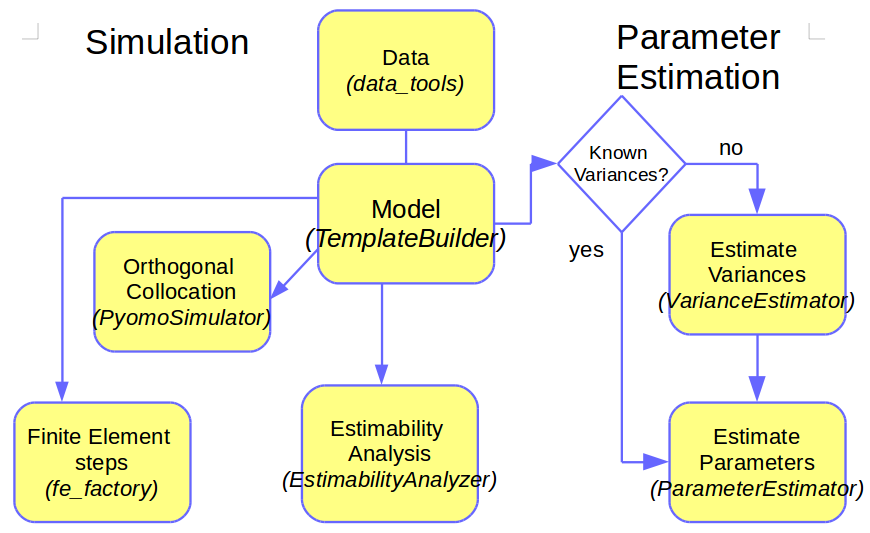 Simulation
Data
(data_tools)
Parameter
Estimation
Known
Variances?
no
yes
Model
(TemplateBuilder)
Orthogonal
Collocation
(PyomoSimulator)
Estimate
Variances
(VarianceEstimator)
Finite Element
steps
(fe_factory)
Estimability
Analysis
(EstimabilityAnalyzer)
Estimate
Parameters
(ParameterEstimator)